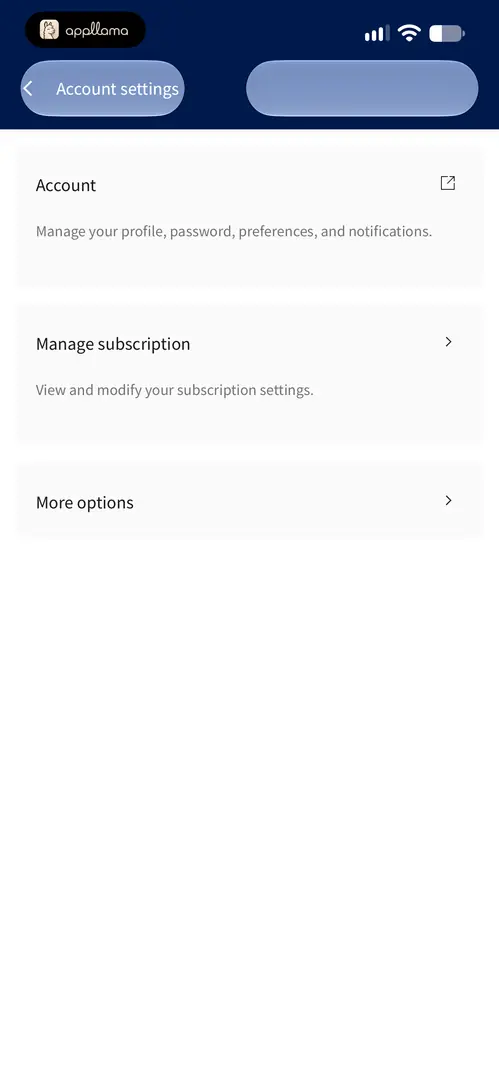 appllama
Account settings
Account
Manage your profile, password, preferences, and notifications.
Manage subscription
View and modify your subscription settings.
More options